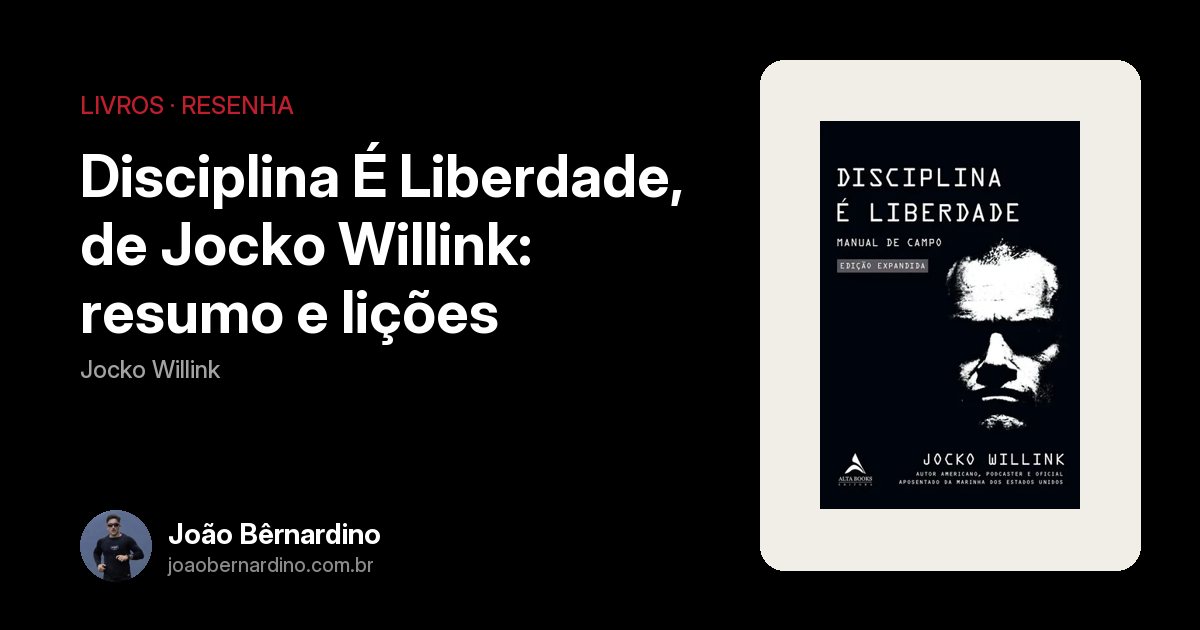 LIVROS · RESENHA
Disciplina É Liberdade,
de Jocko Willink:
resumo e lições
Jocko Willink
João Bêrnardino
joaobernardino.com.br
DISCIPLINA
É LIBERDADE
MANUAL DE CAMPO
EDIÇÃO EXPANDIDA
JOCKO WILLINK
AUTOR AMERICANO, PODCASTER E OFICIAL
APOSENTADO DA MARINHA DOS ESTADOS UNIDOS
ALTA BOOKS
EDITORA